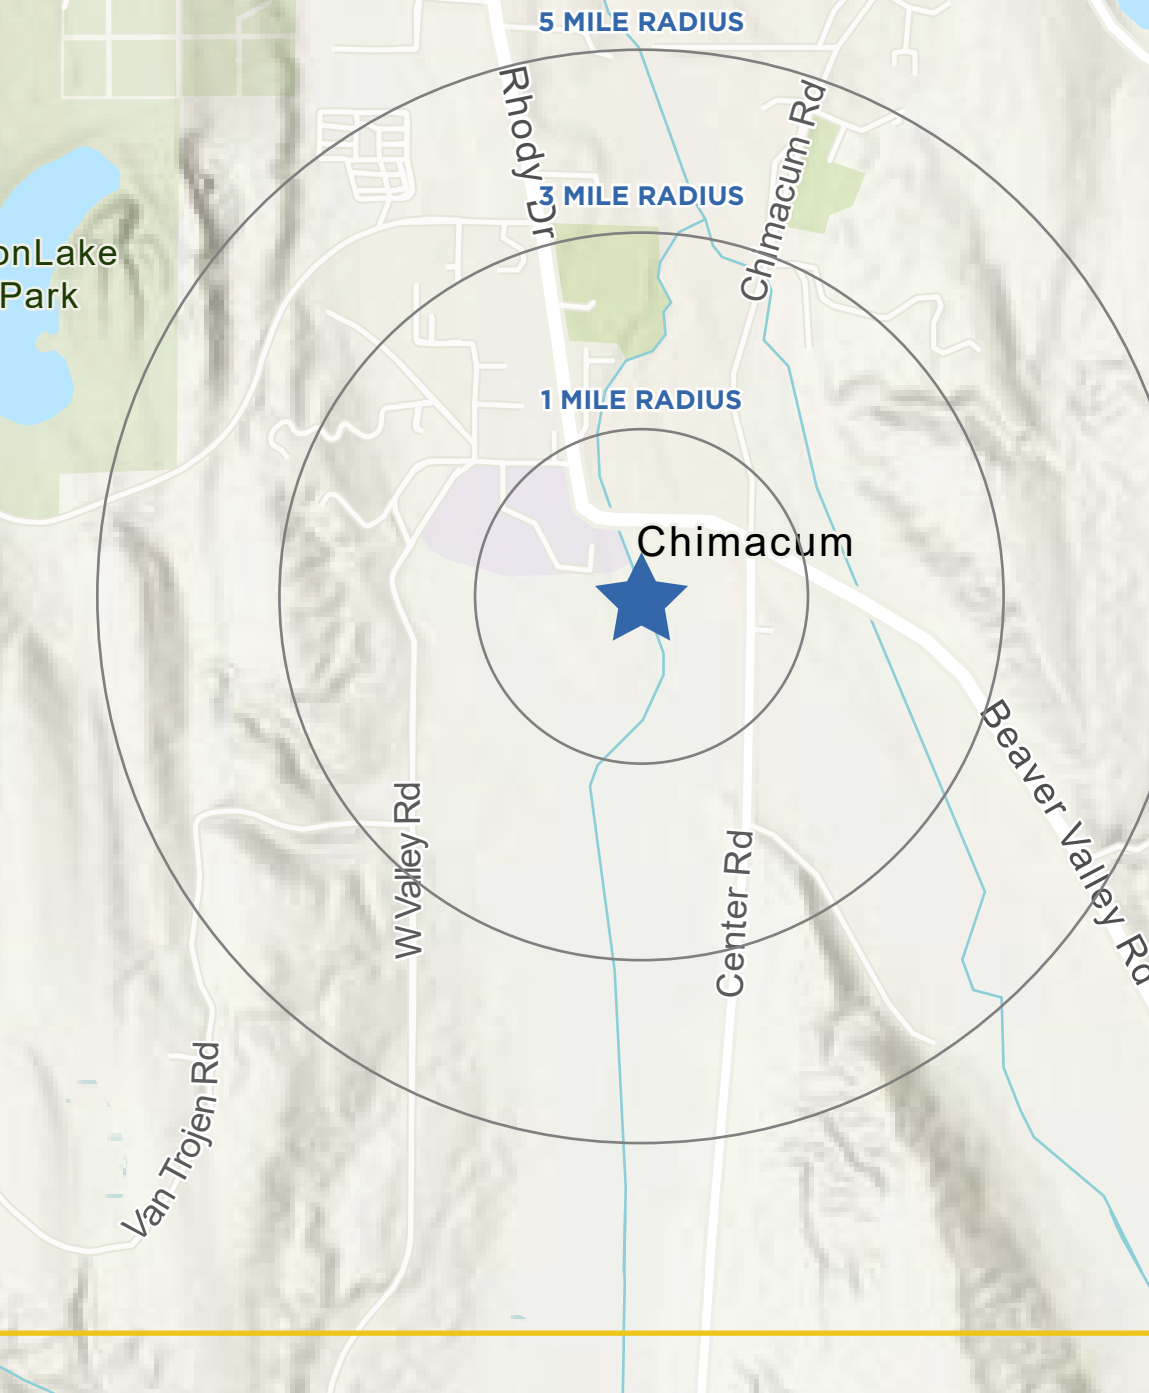 5 MILE RADIUS
Rhody Dr
Chimacum Rd
3 MILE RADIUS
onLake
Park
1 MILE RADIUS
Chimacum
Beaver Valley Rd
W Valley Rd
Center Rd
Van Trojen Rd